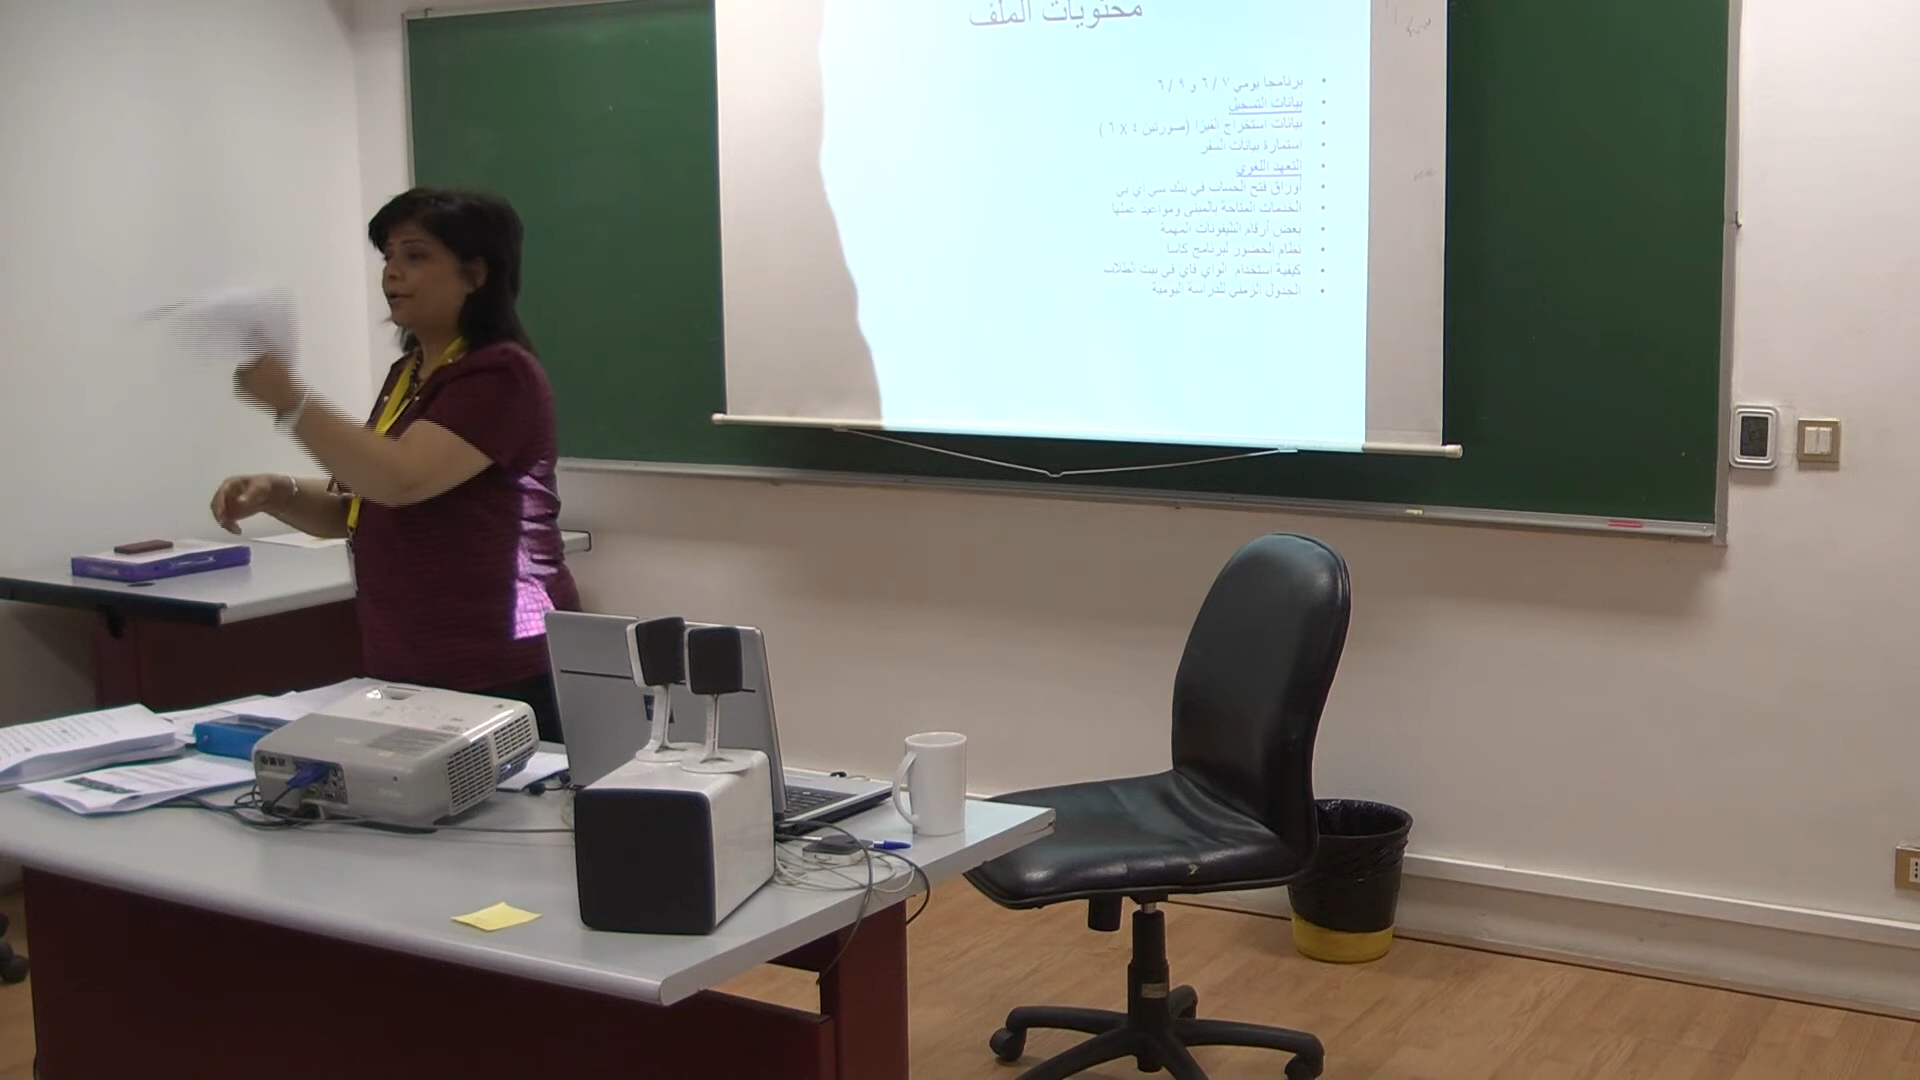 محتويات الملف
برنامجا يومي ٧ / ٦ و ٩ / ٦
بيانات التسجيل
بيانات استخراج الفيزا (صورتين ٤ X ٦ )
استمارة بيانات السفر
التعهد اللغوي
أوراق فتح الحساب في بنك سي اي بي
الخدمات المتاحة بالمبنى ومواعيد عملها
بعض أرقام التليفونات المهمة
نظام الحضور لبرنامج كاسا
كيفية استخدام الواي فاي في بيت الطلاب
الجدول الزمني للدراسة اليومية